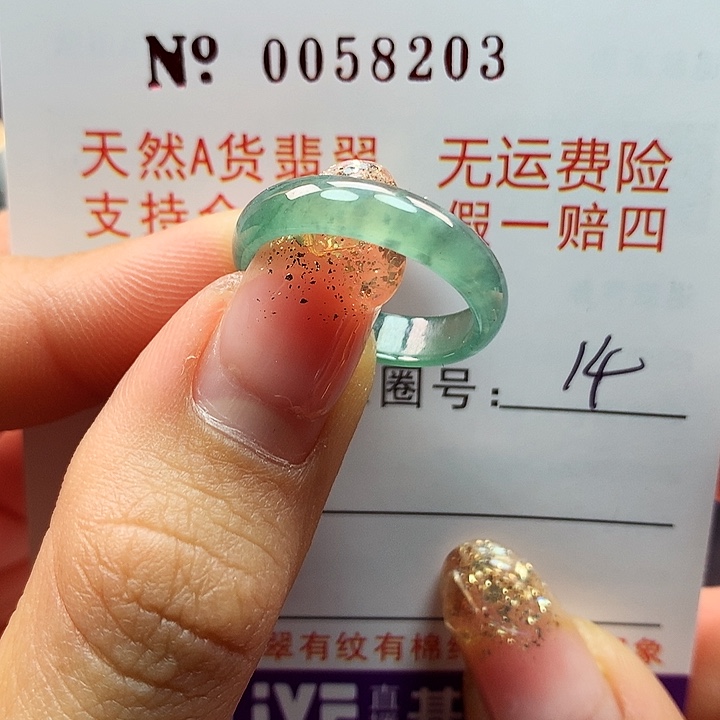 Nº 0058203
天然A货翡翠 无运费险
支持 假一赔四
圈号: 14
翠有纹有棉
直